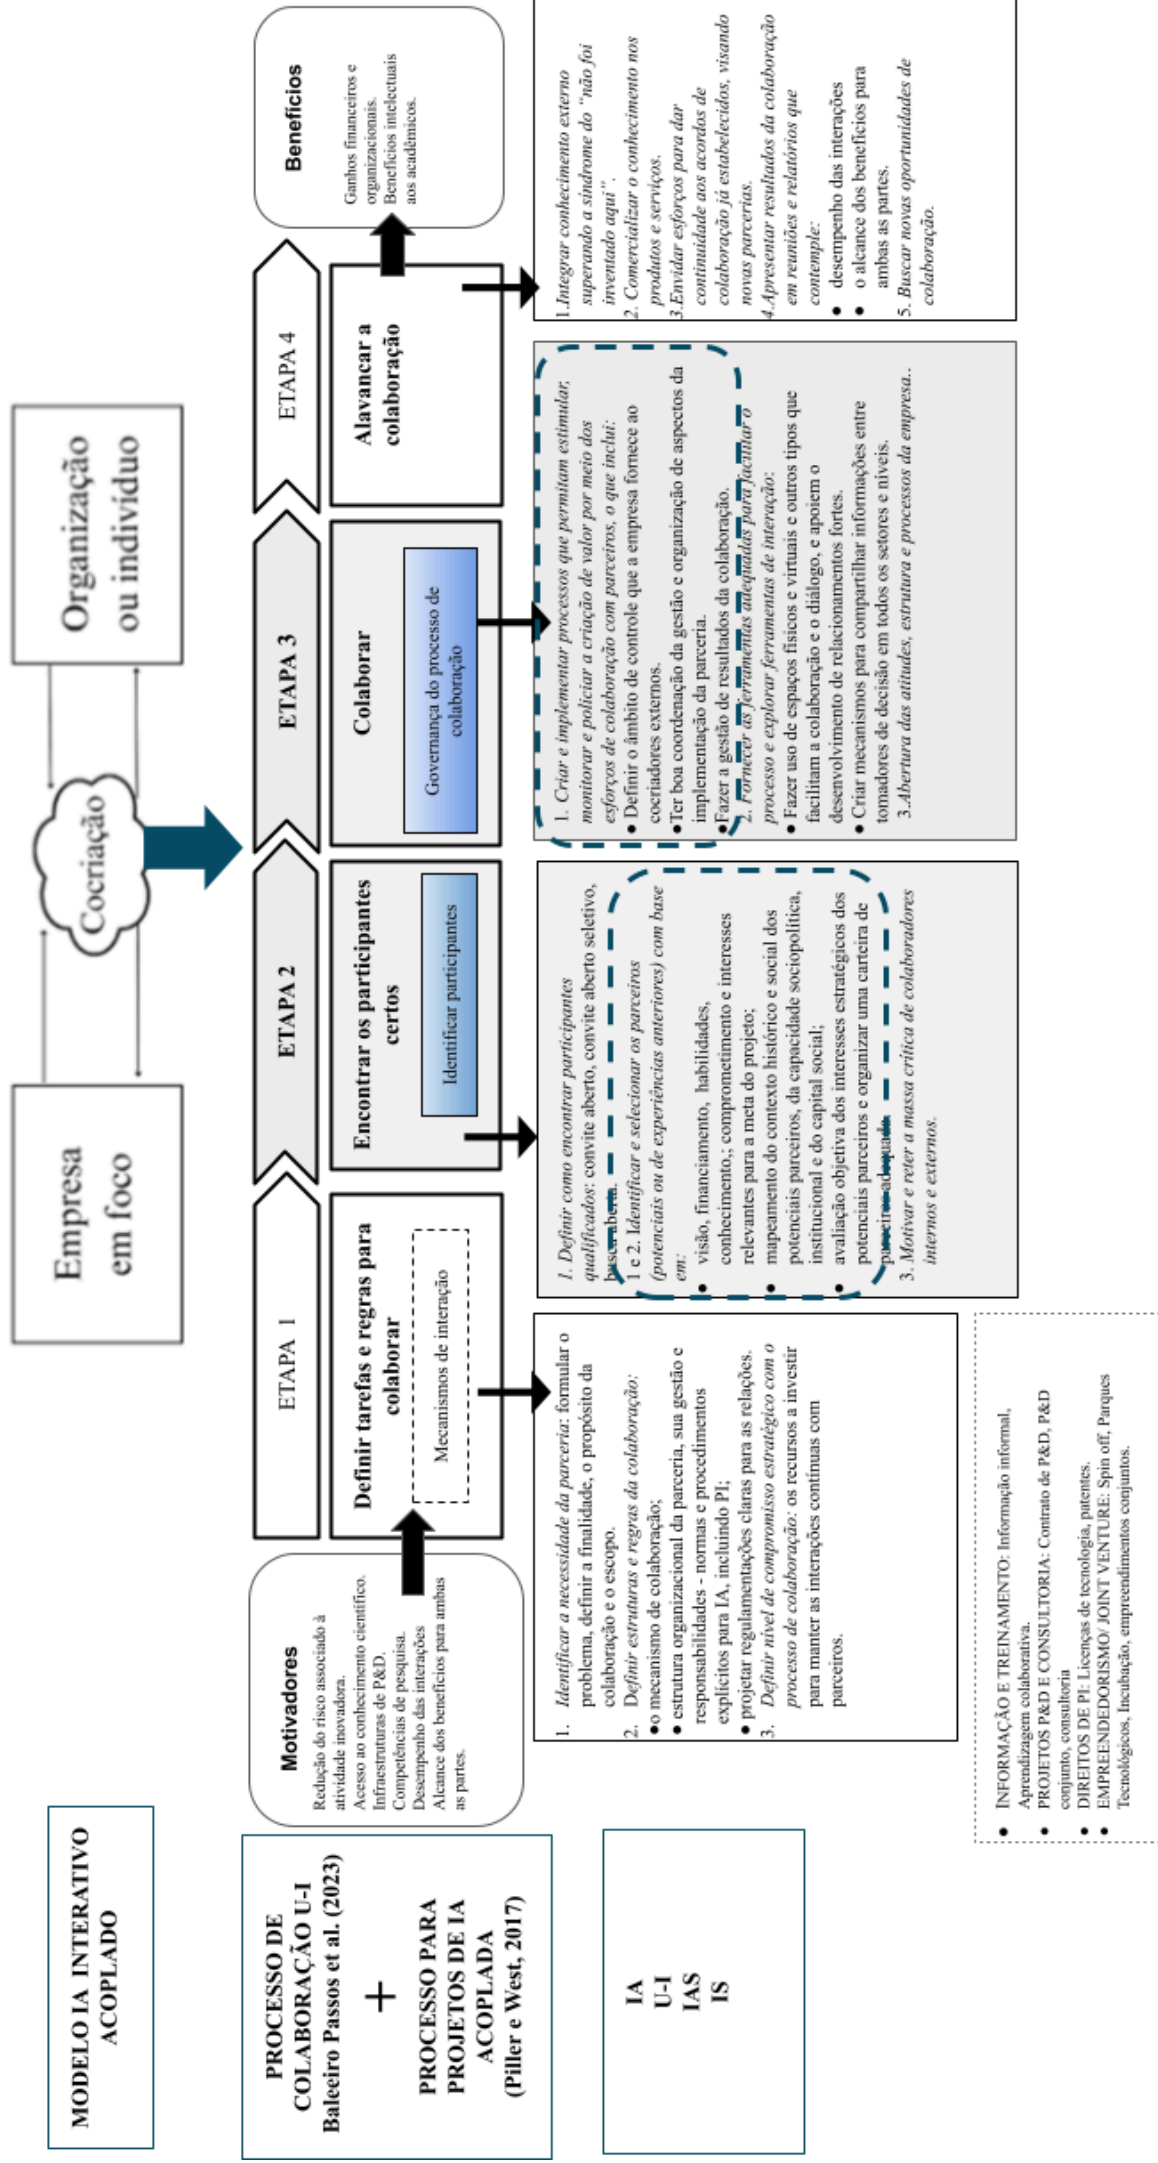 MODELO IA INTERATIVO
ACOPLADO
Empresa
em foco
Cocriação
Organização
ou indivíduo
PROCESSO DE
COLABORAÇÃO U-I
Baleeiro Passos et al. (2023)
+
PROCESSO PARA
PROJETOS DE IA
ACOPLADA
(Piller e West, 2017)
Motivadores
Redução do risco associado à
atividade inovadora.
Acesso ao conhecimento científico.
Infraestruturas de P&D.
Competências de pesquisa.
Desempenho das interações
Alcance dos benefícios para ambas
as partes.
ETAPA 1
Definir tarefas e regras para
colaborar
Mecanismos de interação
ETAPA 2
Encontrar os participantes
certos
Identificar participantes
ETAPA 3
Colaborar
Governança do processo de
colaboração
ETAPA 4
Alavancar a
colaboração
Benefícios
Ganhos financeiros e
organizacionais.
Benefícios intelectuais
aos acadêmicos.
IA
U-I
IAS
IS
1. Identificar a necessidade da parceria: formular o
problema, definir a finalidade, o propósito da
colaboração e o escopo.
2. Definir estruturas e regras da colaboração:
●o mecanismo de colaboração;
● estrutura organizacional da parceria, sua gestão e
responsabilidades - normas e procedimentos
explícitos para IA, incluindo PI;
● projetar regulamentações claras para as relações.
3. Definir nível de compromisso estratégico com o
processo de colaboração: os recursos a investir
para manter as interações contínuas com
parceiros.
1. Definir como encontrar participantes
qualificados: convite aberto, convite aberto seletivo,
busca aberta.
1 e 2. Identificar e selecionar os parceiros
(potenciais ou de experiências anteriores) com base
em:
● visão, financiamento, habilidades,
conhecimento,; comprometimento e interesses
relevantes para a meta do projeto;
● mapeamento do contexto histórico e social dos
potenciais parceiros, da capacidade sociopolítica,
institucional e do capital social;
● avaliação objetiva dos interesses estratégicos dos
potenciais parceiros e organizar uma carteira de
parceiros adequada.
3. Motivar e reter a massa crítica de colaboradores
internos e externos.
1. Criar e implementar processos que permitam estimular,
monitorar e policiar a criação de valor por meio dos
esforços de colaboração com parceiros, o que inclui:
● Definir o âmbito de controle que a empresa fornece ao
cocriadores externos.
●Ter boa coordenação da gestão e organização de aspectos da
implementação da parceria.
●Fazer a gestão de resultados da colaboração.
2. Fornecer as ferramentas adequadas para facilitar o
processo e explorar ferramentas de interação:
● Fazer uso de espaços físicos e virtuais e outros tipos que
facilitam a colaboração e o diálogo, e apoiem o
desenvolvimento de relacionamentos fortes.
● Criar mecanismos para compartilhar informações entre
tomadores de decisão em todos os setores e níveis.
3.Abertura das atitudes, estrutura e processos da empresa..
1.Integrar conhecimento externo
superando a síndrome do “não foi
inventado aqui”.
2. Comercializar o conhecimento nos
produtos e serviços.
3.Envidar esforços para dar
continuidade aos acordos de
colaboração já estabelecidos, visando
novas parcerias.
4.Apresentar resultados da colaboração
em reuniões e relatórios que
contemple:
● desempenho das interações
● o alcance dos benefícios para
ambas as partes.
5. Buscar novas oportunidades de
colaboração.
● INFORMAÇÃO E TREINAMENTO: Informação informal,
Aprendizagem colaborativa.
● PROJETOS P&D E CONSULTORIA: Contrato de P&D, P&D
conjunto, consultoria
● DIREITOS DE PI: Licenças de tecnologia, patentes.
● EMPREENDEDORISMO/ JOINT VENTURE: Spin off, Parques
Tecnológicos, Incubação, empreendimentos conjuntos.